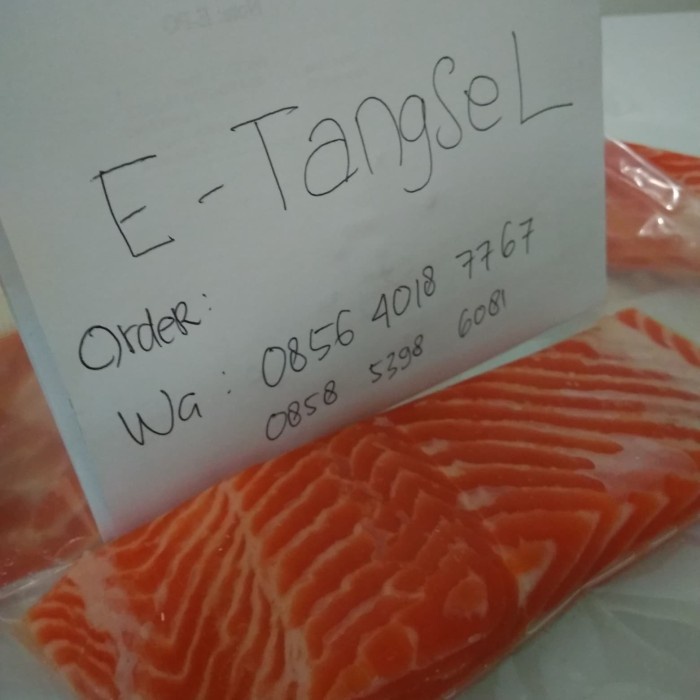 E-TangSeL
Order:
Wa : 0856 4018 7767
0858 5398 6081